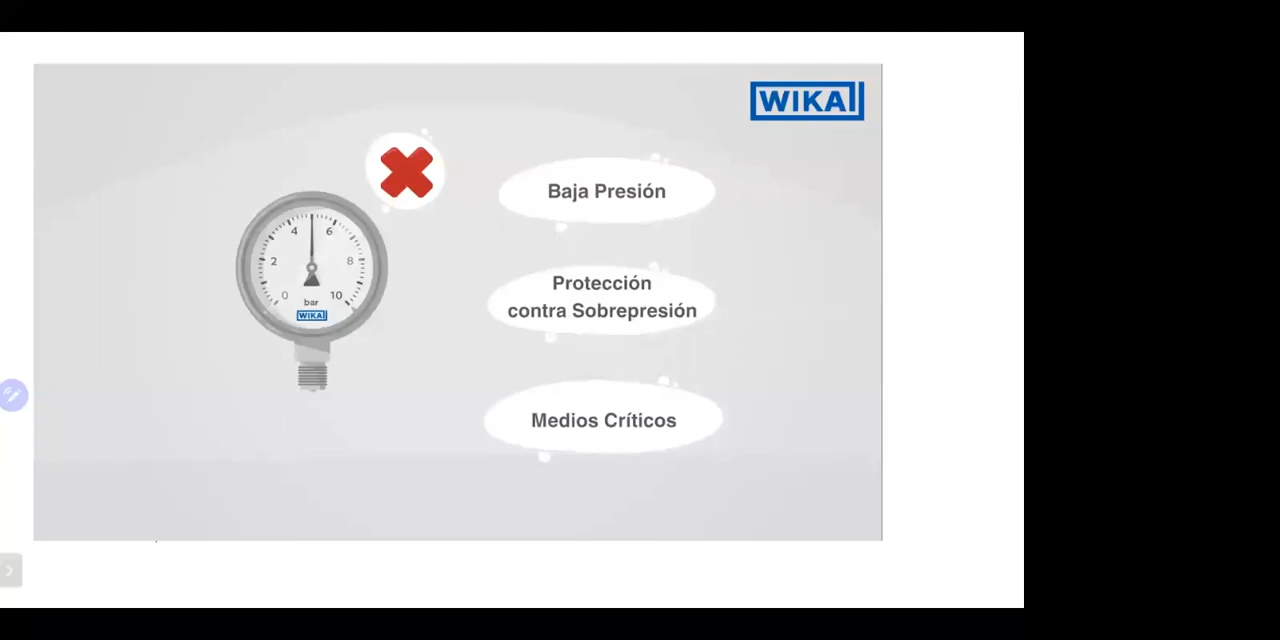 WIKA
Baja Presión
Protección
contra Sobrepresión
Medios Críticos
4
6
2
8
0
10
bar
WIKA